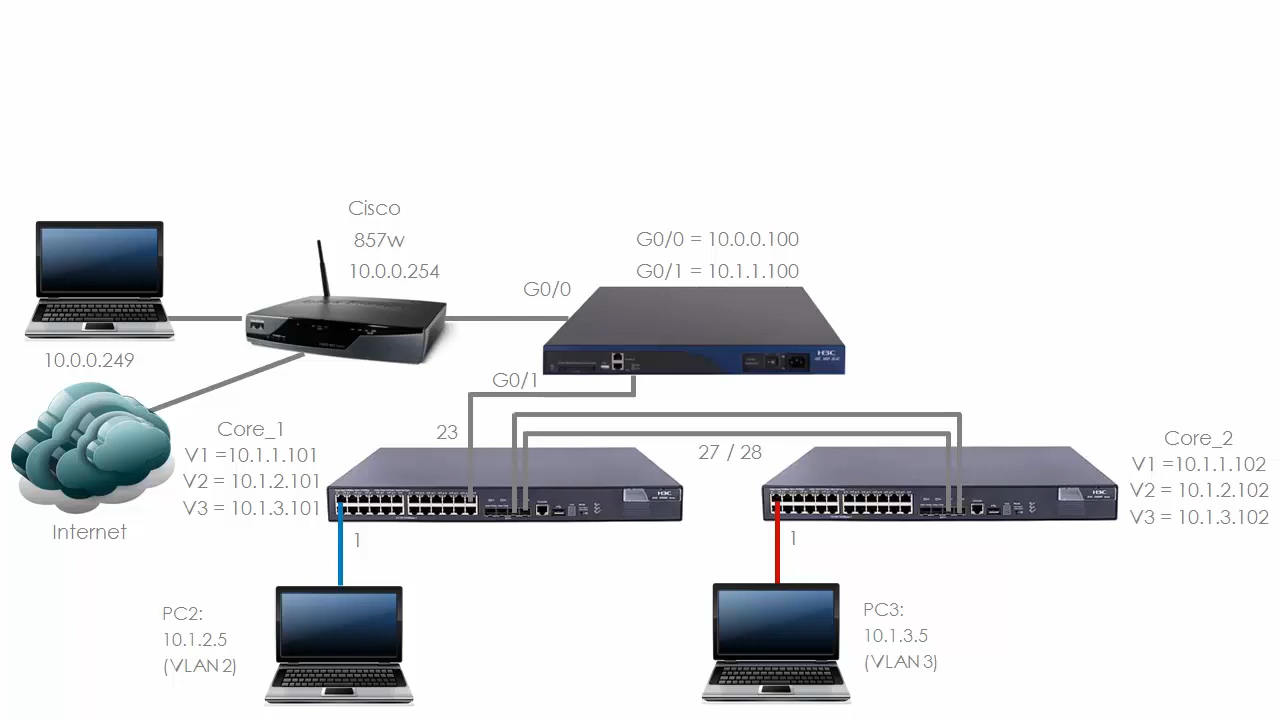 Cisco
857w
10.0.0.254
G0/0 = 10.0.0.100
G0/1 = 10.1.1.100
G0/0
H3C
10.0.0.249
G0/1
Internet
Core_1
V1 =10.1.1.101
V2 = 10.1.2.101
V3 = 10.1.3.101
23
27 / 28
Core_2
V1 =10.1.1.102
V2 = 10.1.2.102
V3 = 10.1.3.102
H3C
H3C
1
1
PC2:
10.1.2.5
(VLAN 2)
PC3:
10.1.3.5
(VLAN 3)